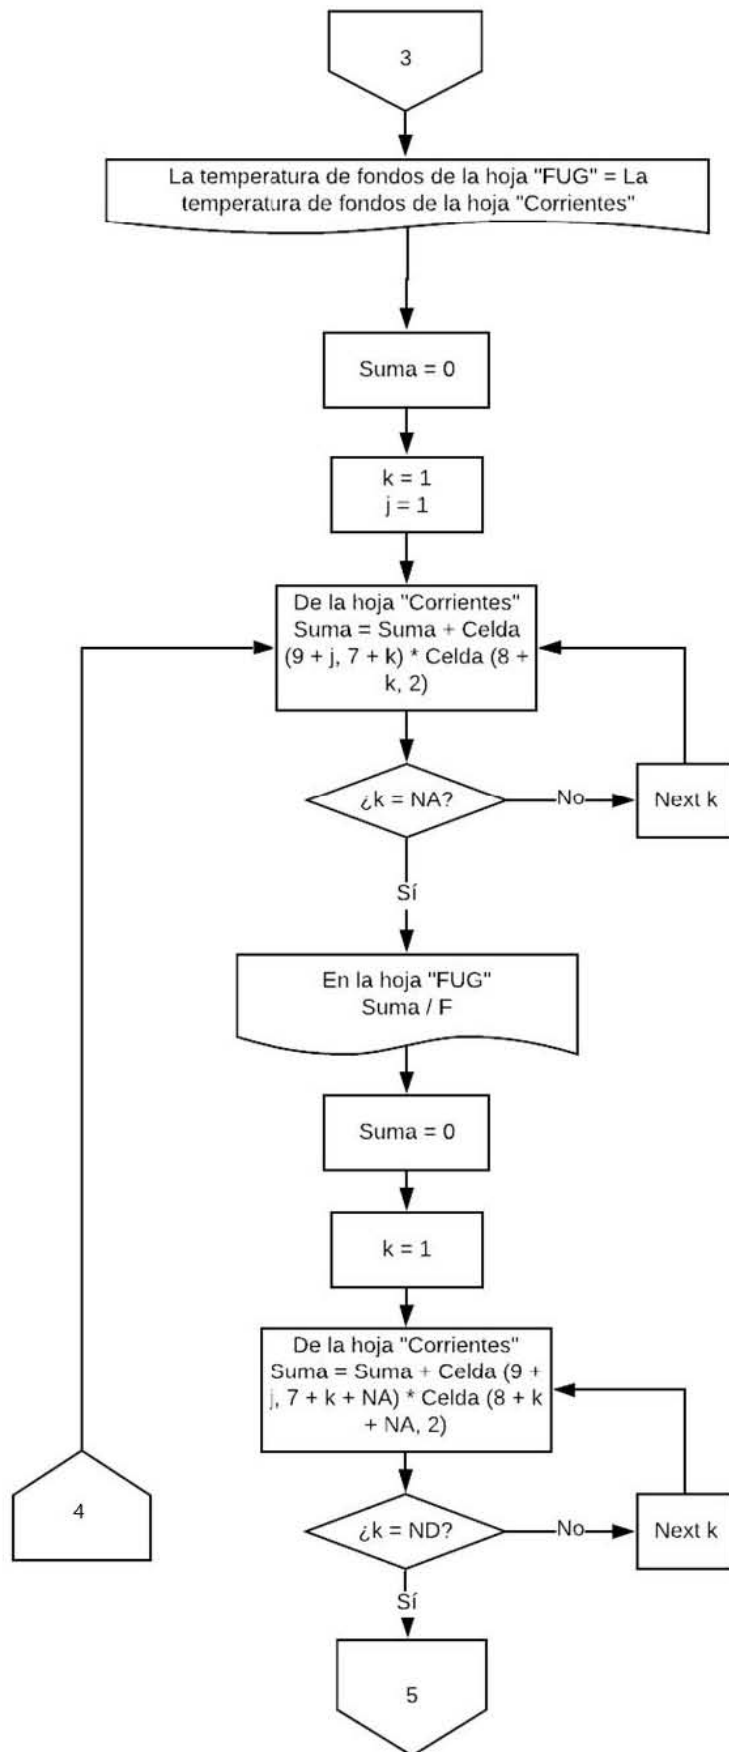 3
La temperatura de fondos de la hoja "FUG" = La
temperatura de fondos de la hoja "Corrientes"
Suma = 0
k = 1
j = 1
De la hoja "Corrientes"
Suma = Suma + Celda
(9 + j, 7 + k) * Celda (8 +
k, 2)
¿k = NA?
No
Next k
Sí
En la hoja "FUG"
Suma / F
Suma = 0
k = 1
De la hoja "Corrientes"
Suma = Suma + Celda (9 +
j, 7 + k + NA) * Celda (8 + k
+ NA, 2)
4
¿k = ND?
No
Next k
Sí
5